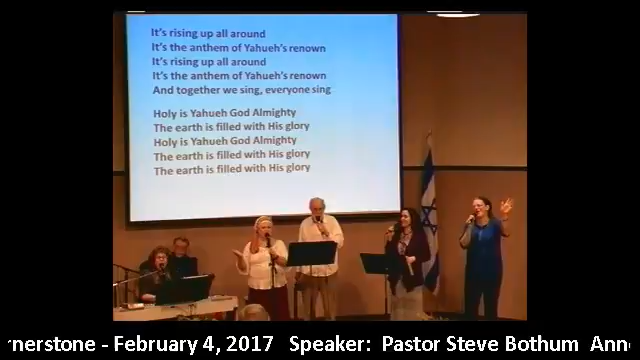 It's rising up all around
It's the anthem of Yahueh's renown
It's rising up all around
It's the anthem of Yahueh's renown
And together we sing, everyone sing
Holy is Yahueh God Almighty
The earth is filled with His glory
Holy is Yahueh God Almighty
The earth is filled with His glory
The earth is filled with His glory
rnerstone - February 4, 2017 Speaker: Pastor Steve Bothum Ann